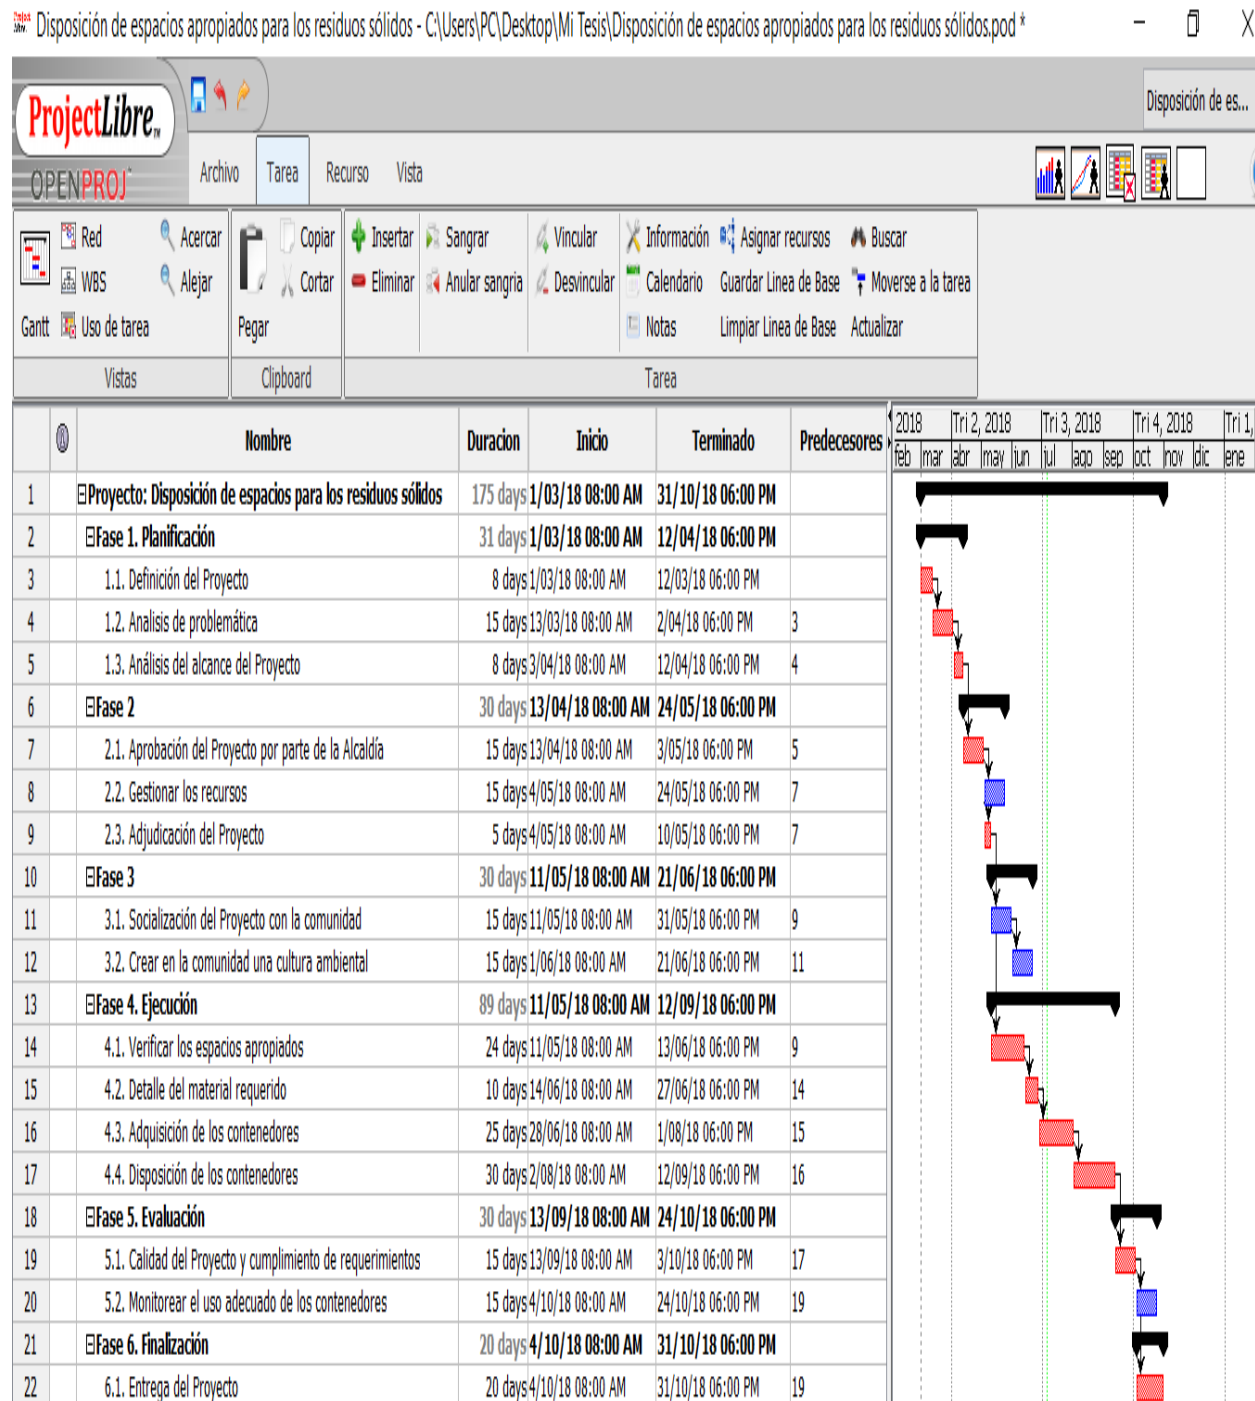 Disposición de espacios apropiados para los residuos sólidos - C:\Users\PC\Desktop\Mi Tesis\Disposición de espacios apropiados para los residuos sólidos.pod *
ProjectLibre™
OPENPROJ
Disposición de es...
Archivo Tarea Recurso Vista
Red Acercar Copiar Insertar Sangrar Vincular Información Asignar recursos Buscar
WBS Alejar Cortar Eliminar Anular sangria Desvincular Calendario Guardar Linea de Base Moverse a la tarea
Gantt Uso de tarea Pegar Notas Limpiar Linea de Base Actualizar
Vistas Clipboard Tarea
Nombre Duracion Inicio Terminado Predecesores
2018 Tri 2, 2018 Tri 3, 2018 Tri 4, 2018 Tri 1,
feb mar abr may jun jul ago sep oct nov dic ene
1 Proyecto: Disposición de espacios para los residuos sólidos 175 days 1/03/18 08:00 AM 31/10/18 06:00 PM
2 Fase 1. Planificación 31 days 1/03/18 08:00 AM 12/04/18 06:00 PM
3 1.1. Definición del Proyecto 8 days 1/03/18 08:00 AM 12/03/18 06:00 PM
4 1.2. Analisis de problemática 15 days 13/03/18 08:00 AM 2/04/18 06:00 PM 3
5 1.3. Análisis del alcance del Proyecto 8 days 3/04/18 08:00 AM 12/04/18 06:00 PM 4
6 Fase 2 30 days 13/04/18 08:00 AM 24/05/18 06:00 PM
7 2.1. Aprobación del Proyecto por parte de la Alcaldía 15 days 13/04/18 08:00 AM 3/05/18 06:00 PM 5
8 2.2. Gestionar los recursos 15 days 4/05/18 08:00 AM 24/05/18 06:00 PM 7
9 2.3. Adjudicación del Proyecto 5 days 4/05/18 08:00 AM 10/05/18 06:00 PM 7
10 Fase 3 30 days 11/05/18 08:00 AM 21/06/18 06:00 PM
11 3.1. Socialización del Proyecto con la comunidad 15 days 11/05/18 08:00 AM 31/05/18 06:00 PM 9
12 3.2. Crear en la comunidad una cultura ambiental 15 days 1/06/18 08:00 AM 21/06/18 06:00 PM 11
13 Fase 4. Ejecución 89 days 11/05/18 08:00 AM 12/09/18 06:00 PM
14 4.1. Verificar los espacios apropiados 24 days 11/05/18 08:00 AM 13/06/18 06:00 PM 9
15 4.2. Detalle del material requerido 10 days 14/06/18 08:00 AM 27/06/18 06:00 PM 14
16 4.3. Adquisición de los contenedores 25 days 28/06/18 08:00 AM 1/08/18 06:00 PM 15
17 4.4. Disposición de los contenedores 30 days 2/08/18 08:00 AM 12/09/18 06:00 PM 16
18 Fase 5. Evaluación 30 days 13/09/18 08:00 AM 24/10/18 06:00 PM
19 5.1. Calidad del Proyecto y cumplimiento de requerimientos 15 days 13/09/18 08:00 AM 3/10/18 06:00 PM 17
20 5.2. Monitorear el uso adecuado de los contenedores 15 days 4/10/18 08:00 AM 24/10/18 06:00 PM 19
21 Fase 6. Finalización 20 days 4/10/18 08:00 AM 31/10/18 06:00 PM
22 6.1. Entrega del Proyecto 20 days 4/10/18 08:00 AM 31/10/18 06:00 PM 19